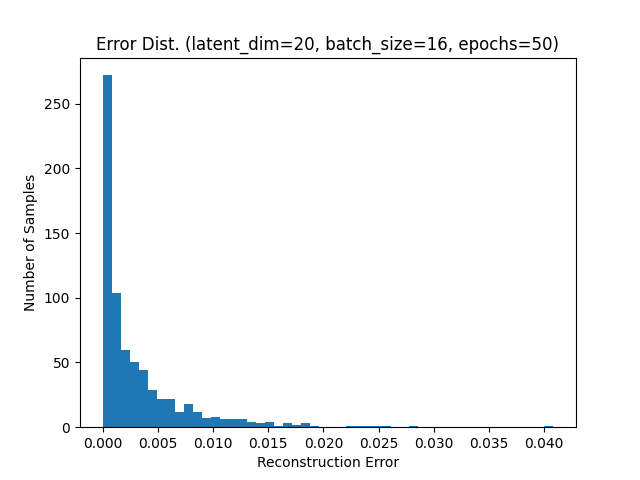 Error Dist. (latent_dim=20, batch_size=16, epochs=50)
250
200
150
100
50
0
Number of Samples
0.000 0.005 0.010 0.015 0.020 0.025 0.030 0.035 0.040
Reconstruction Error